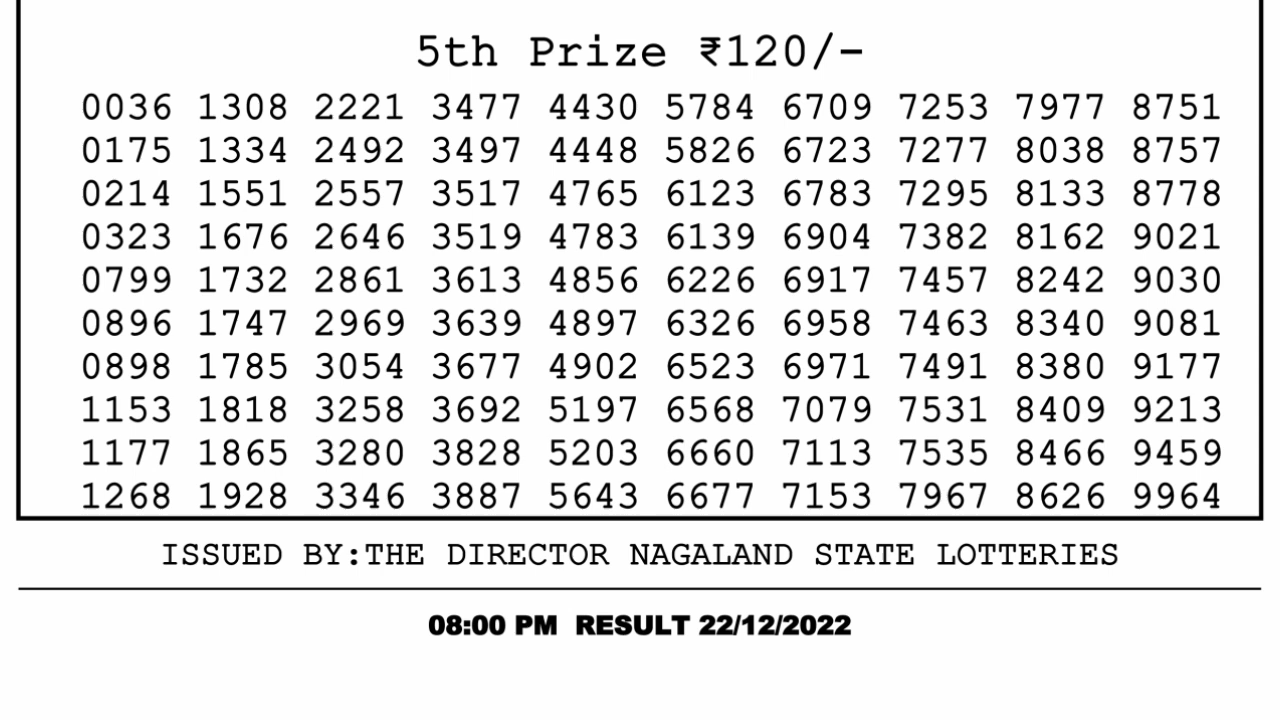 5th Prize ₹120/-
0036 1308 2221 3477 4430 5784 6709 7253 7977 8751
0175 1334 2492 3497 4448 5826 6723 7277 8038 8757
0214 1551 2557 3517 4765 6123 6783 7295 8133 8778
0323 1676 2646 3519 4783 6139 6904 7382 8162 9021
0799 1732 2861 3613 4856 6226 6917 7457 8242 9030
0896 1747 2969 3639 4897 6326 6958 7463 8340 9081
0898 1785 3054 3677 4902 6523 6971 7491 8380 9177
1153 1818 3258 3692 5197 6568 7079 7531 8409 9213
1177 1865 3280 3828 5203 6660 7113 7535 8466 9459
1268 1928 3346 3887 5643 6677 7153 7967 8626 9964
ISSUED BY:THE DIRECTOR NAGALAND STATE LOTTERIES
08:00 PM RESULT 22/12/2022